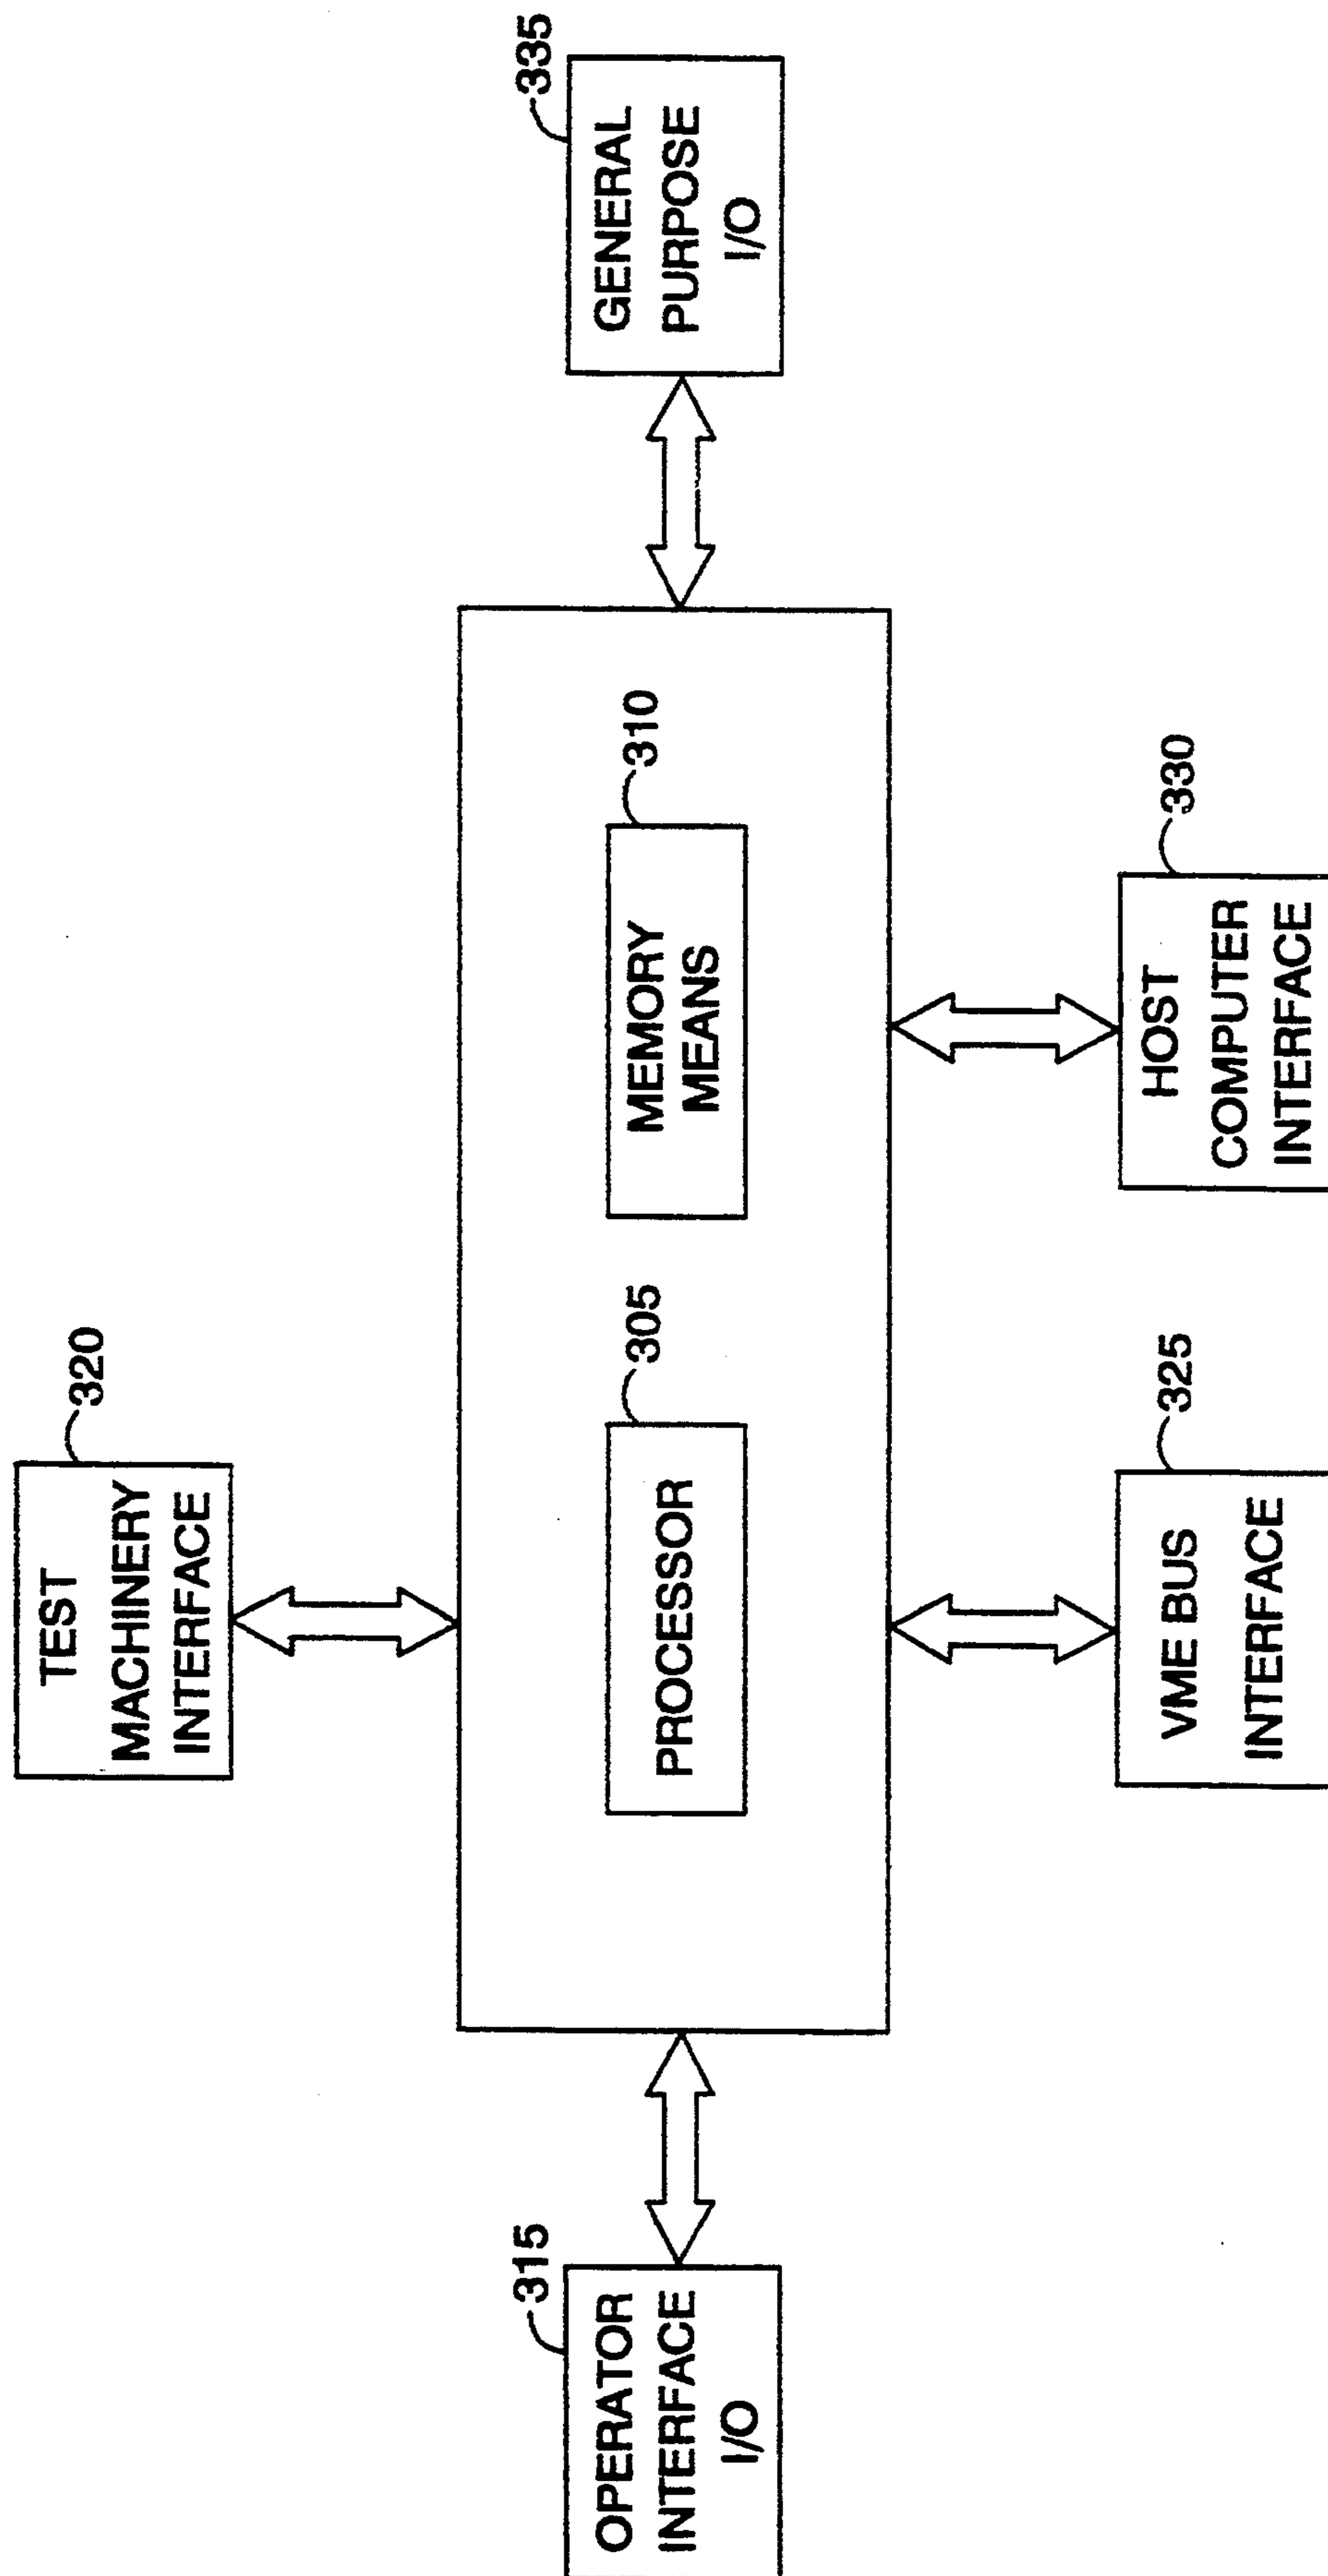 320
TEST
MACHINERY
INTERFACE
315
OPERATOR
INTERFACE
I/O
305
PROCESSOR
310
MEMORY
MEANS
335
GENERAL
PURPOSE
I/O
325
VME BUS
INTERFACE
330
HOST
COMPUTER
INTERFACE